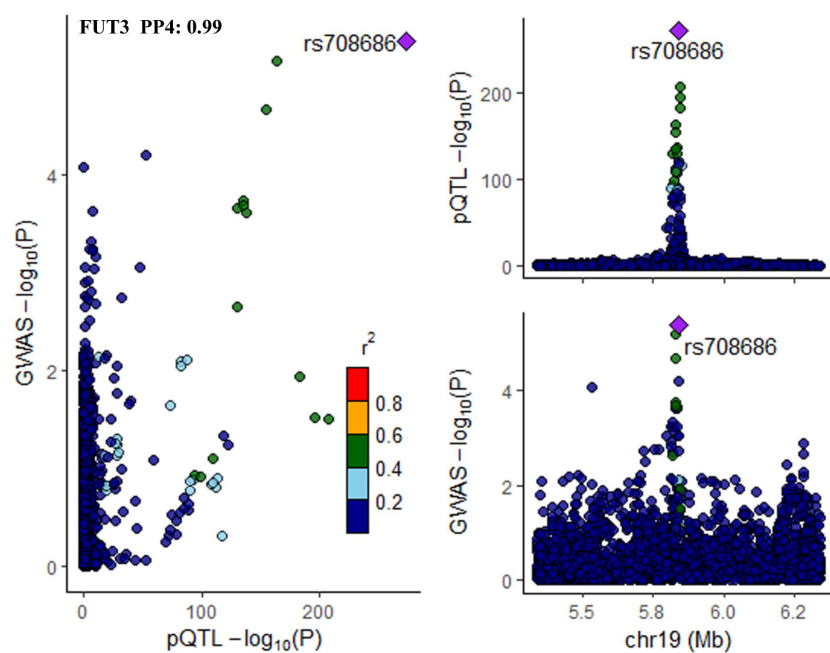 FUT3 PP4: 0.99
rs708686
GWAS −log10(P)
4
2
0
0
100
200
pQTL −log10(P)
r2
0.8
0.6
0.4
0.2
pQTL −log10(P)
200
100
0
rs708686
GWAS −log10(P)
4
2
0
rs708686
5.5
5.8
6.0
6.2
chr19 (Mb)